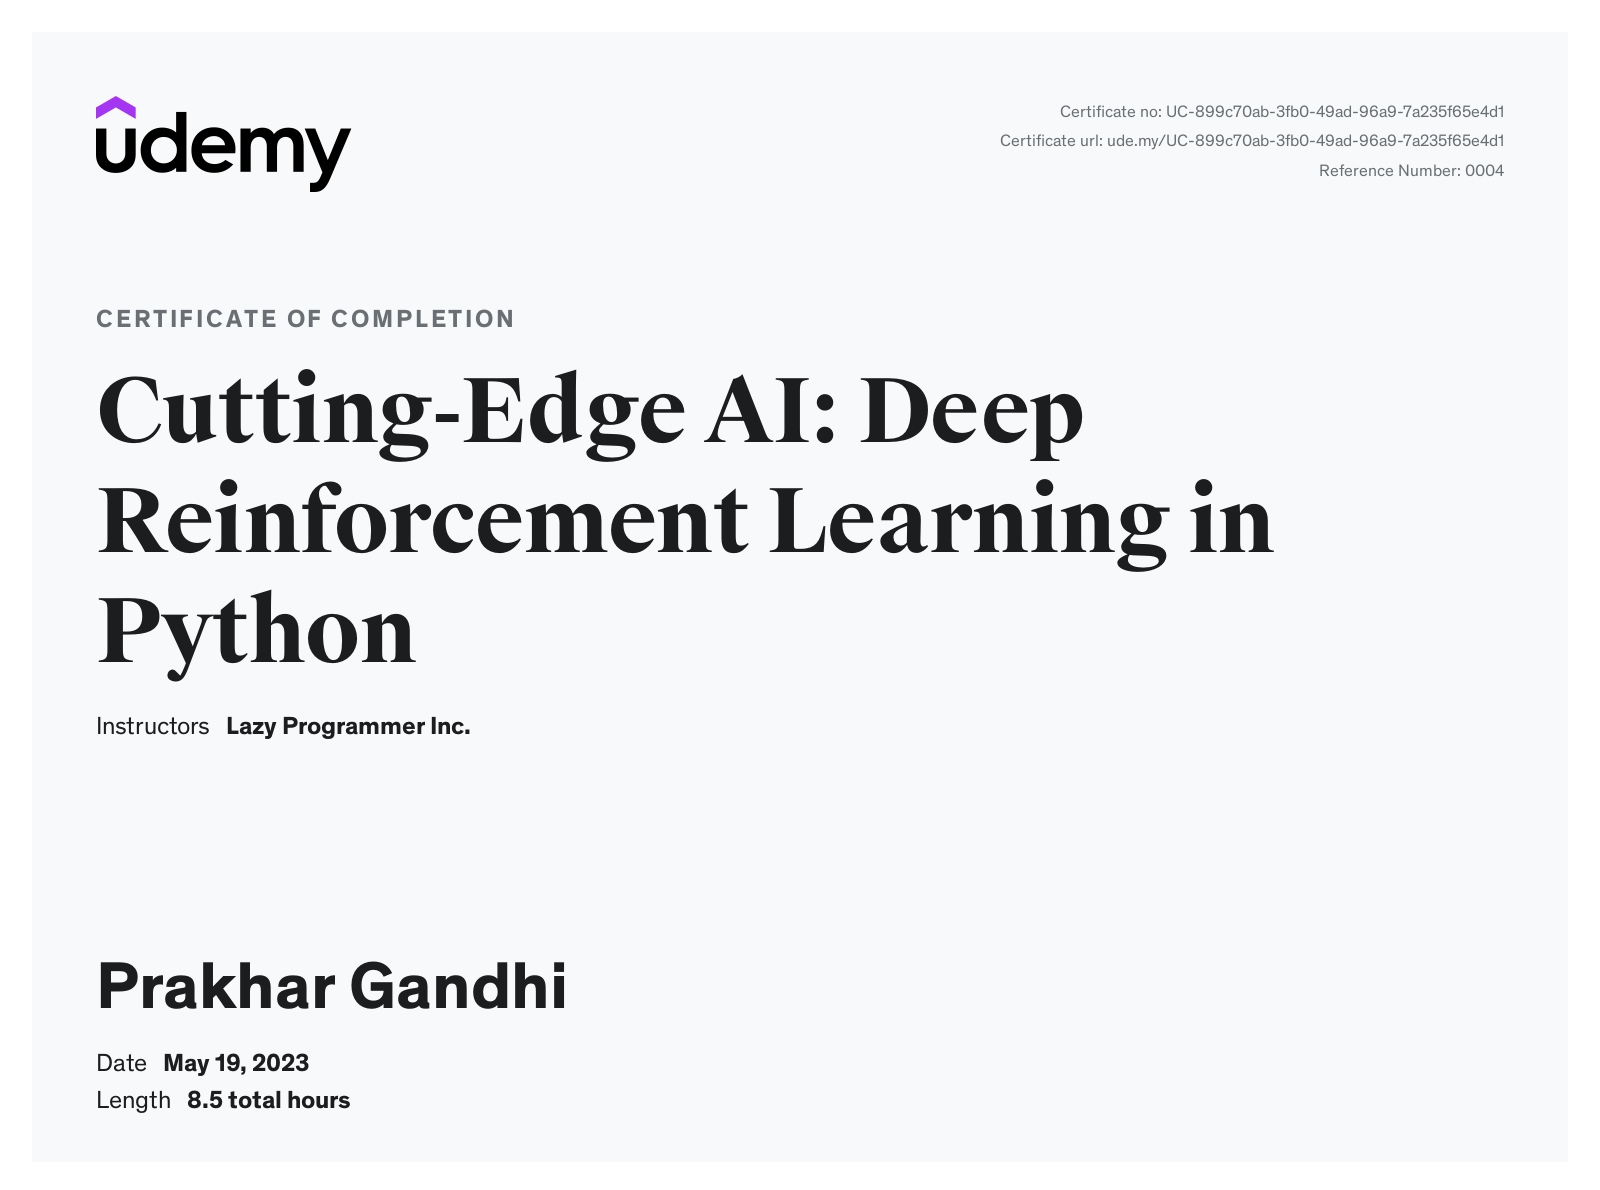 udemy
Certificate no: UC-899c70ab-3fb0-49ad-96a9-7a235f65e4d1
Certificate url: ude.my/UC-899c70ab-3fb0-49ad-96a9-7a235f65e4d1
Reference Number: 0004
CERTIFICATE OF COMPLETION
Cutting-Edge AI: Deep
Reinforcement Learning in
Python
Instructors Lazy Programmer Inc.
Prakhar Gandhi
Date May 19, 2023
Length 8.5 total hours